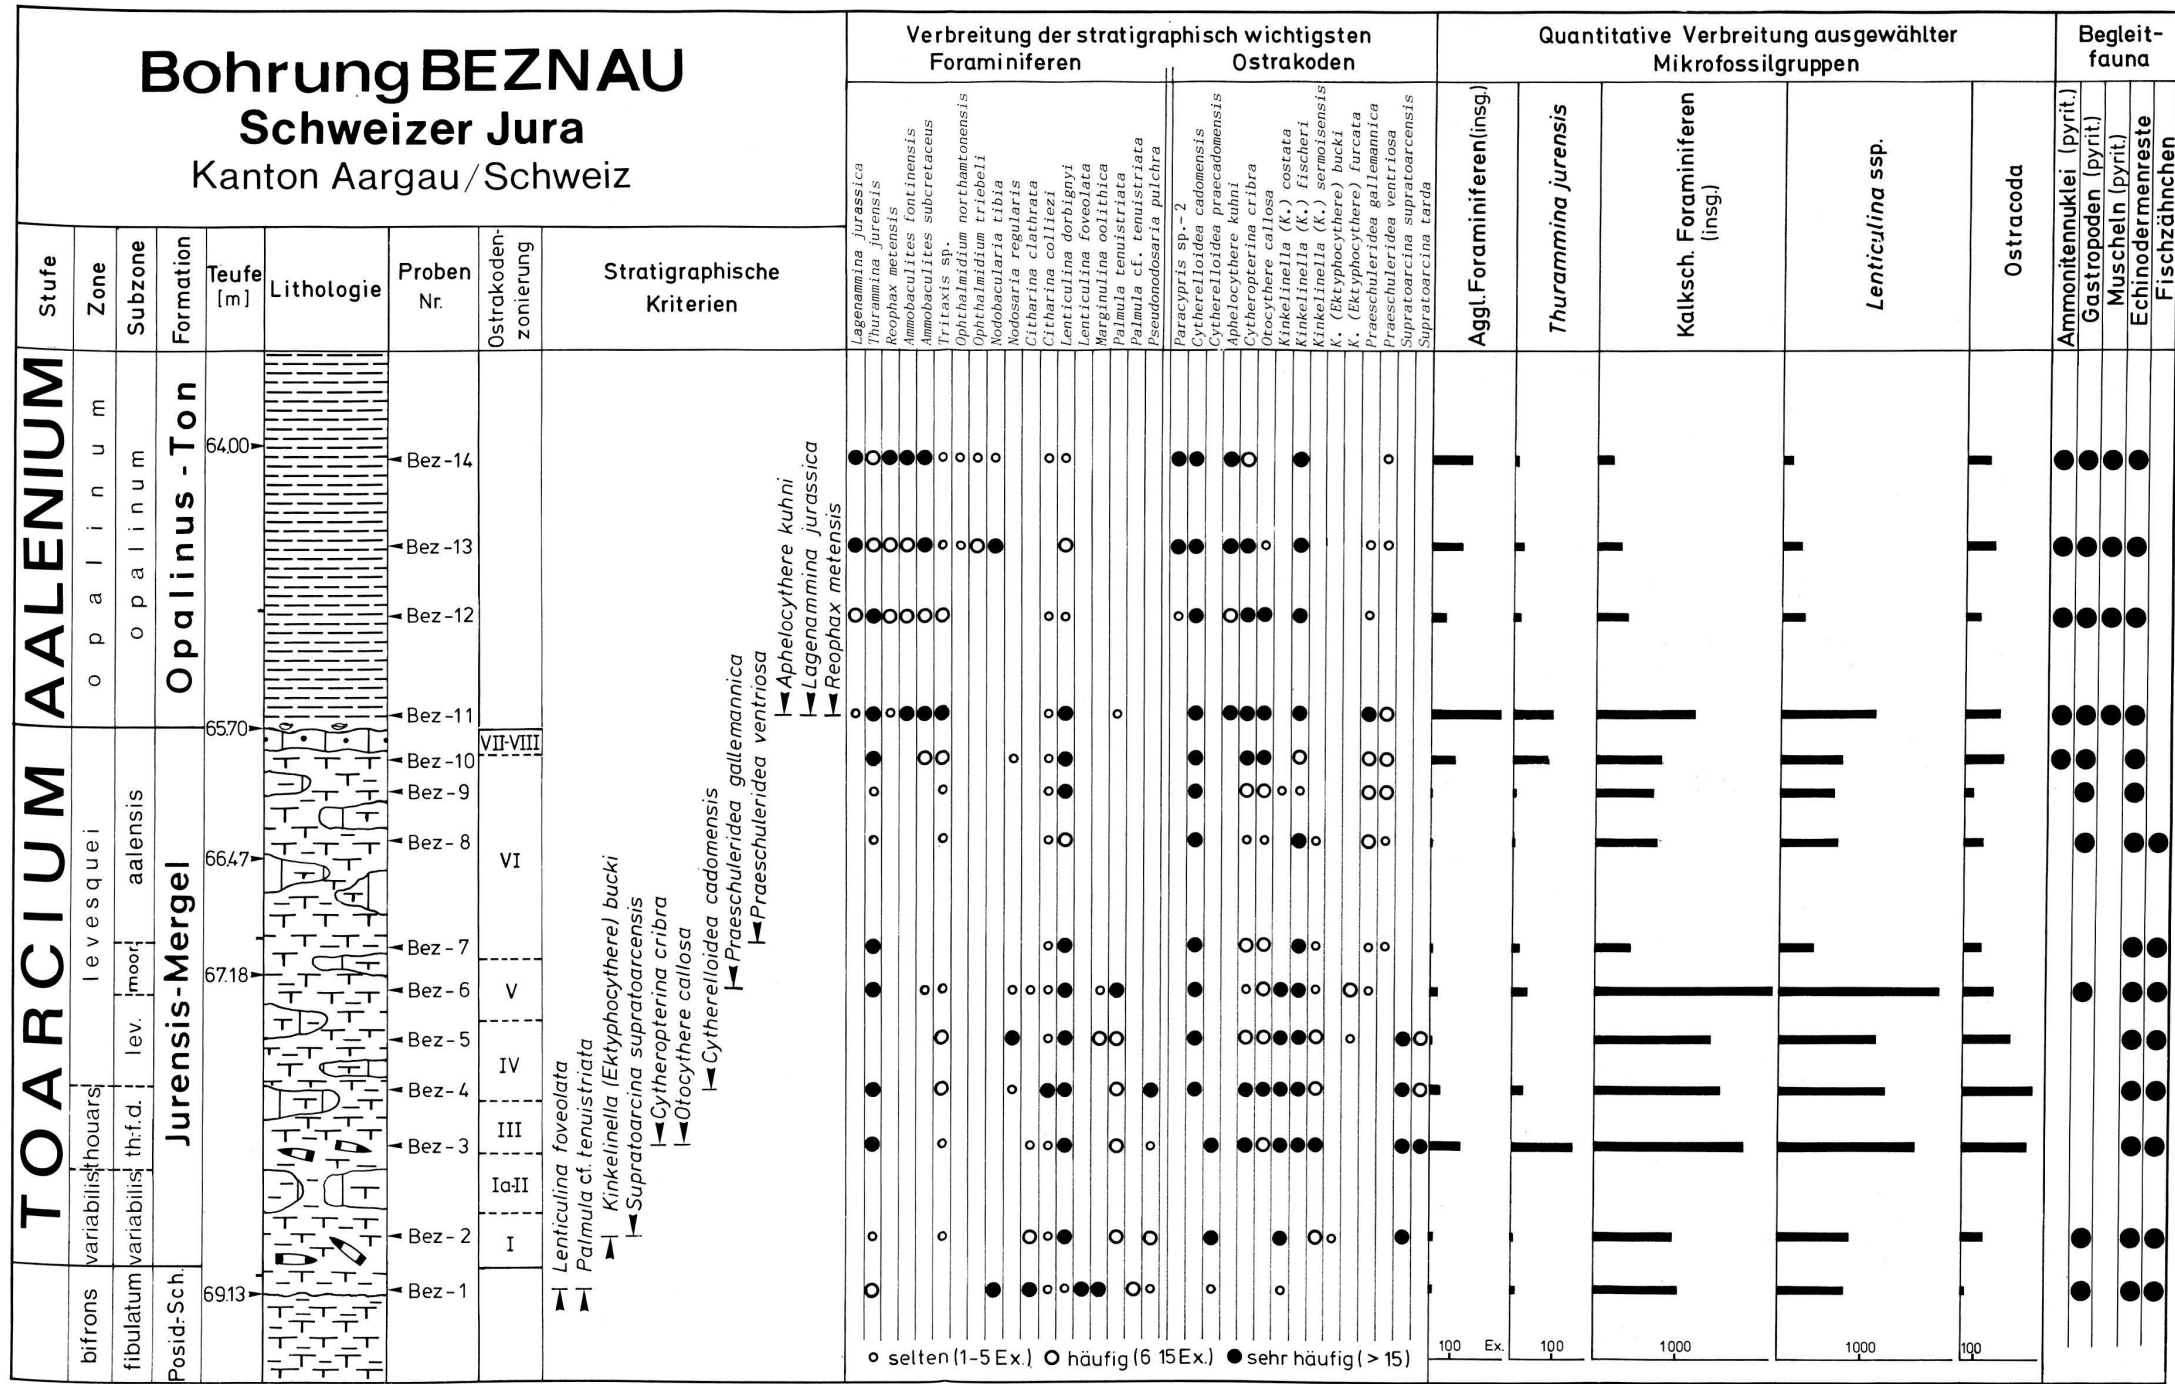 Bohrung BEZNAU
Schweizer Jura
Kanton Aargau/Schweiz
Verbreitung der stratigraphisch wichtigsten
Foraminiferen
Ostrakoden
Quantitative Verbreitung ausgewählter
Mikrofossilgruppen
Begleit-
fauna
Stufe
Zone
Subzone
Formation
Teufe
[m]
Lithologie
Proben
Nr.
Ostrakoden-
zonierung
Stratigraphische
Kriterien
Lagenammina jurassica
Thurammina jurensis
Reophax metensis
Ammobaculites fontinensis
Ammobaculites subcretaceus
Tritaxis sp.
Ophthalmidium northamtonensis
Ophthalmidium triebeli
Nodobacularia tibia
Nodosaria regularis
Citharina clathrata
Citharina colliezi
Lenticulina dorbignyi
Lenticulina foveolata
Marginulina oolithica
Palmula tenuistriata
Palmula cf. tenuistriata
Pseudonodosaria pulchra
Paracypris sp.-2
Cytherelloidea cadomensis
Cytherelloidea praecadomensis
Aphelocythere kuhni
Cytheropterina cribra
Otocythere callosa
Kinkelinella (K.) costata
Kinkelinella (K.) fischeri
Kinkelinella (K.) sermoisensis
K. (Ektyphocythere) bucki
K. (Ektyphocythere) furcata
Praeschuleridea gallemannica
Praeschuleridea ventriosa
Supratoarcina supratoarcensis
Supratoarcina tarda
Aggl.Foraminiferen(insg.)
Thurammina jurensis
Kalksch. Foraminiferen
(insg.)
Lenticulina ssp.
Ostracoda
Ammonitennuklei (pyrit.)
Gastropoden (pyrit.)
Muscheln (pyrit.)
Echinodermenreste
Fischzähnchen
AALENIUM
opalinum
opalinum
Opalinus-Ton
64.00
Bez-14
Bez-13
Bez-12
Bez-11
Aphelocythere kuhni
Lagenammina jurassica
Reophax metensis
65.70
TOARCIUM
levesquei
aalensis
Jurensis-Mergel
VII-VIII
Bez-10
Bez-9
Bez-8
66.47
VI
Bez-7
moor.
67.18
Bez-6
V
lev.
Bez-5
IV
Bez-4
thouars
th.-f.d.
III
Bez-3
variabilis
variabilis
Ia-II
Bez-2
I
bifrons
fibulatum
Posid.-Sch.
69.13
Bez-1
Lenticulina foveolata
Palmula cf. tenuistriata
Kinkelinella (Ektyphocythere) bucki
Supratoarcina supratoarcensis
Cytheropterina cribra
Otocythere callosa
Cytherelloidea cadomensis
Praeschuleridea gallemannica
Praeschuleridea ventriosa
selten (1-5 Ex.) häufig (6 15Ex.) sehr häufig (> 15)
100 Ex.
100
1000
1000
100